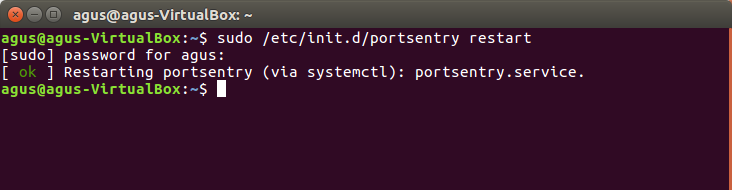 agus@agus-VirtualBox: ~
agus@agus-VirtualBox:~$ sudo /etc/init.d/portsentry restart
[sudo] password for agus:
[ ok ] Restarting portsentry (via systemctl): portsentry.service.
agus@agus-VirtualBox:~$